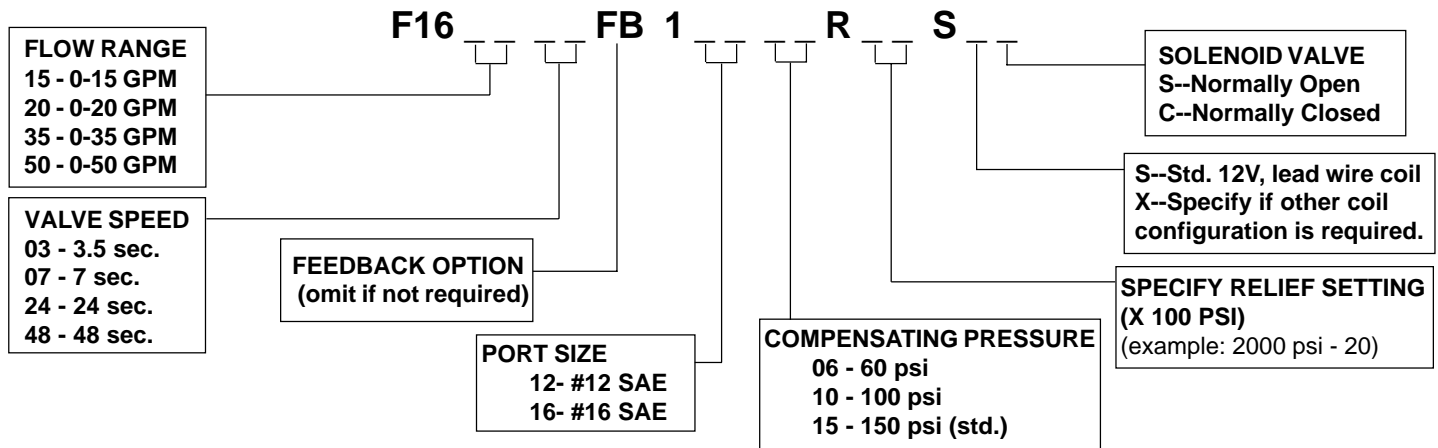 F16 _ _ _ _ FB 1 _ _ _ _ R _ _ S _ _
FLOW RANGE
15 - 0-15 GPM
20 - 0-20 GPM
35 - 0-35 GPM
50 - 0-50 GPM
VALVE SPEED
03 - 3.5 sec.
07 - 7 sec.
24 - 24 sec.
48 - 48 sec.
FEEDBACK OPTION
(omit if not required)
PORT SIZE
12- #12 SAE
16- #16 SAE
COMPENSATING PRESSURE
06 - 60 psi
10 - 100 psi
15 - 150 psi (std.)
SPECIFY RELIEF SETTING
(X 100 PSI)
(example: 2000 psi - 20)
S--Std. 12V, lead wire coil
X--Specify if other coil
configuration is required.
SOLENOID VALVE
S--Normally Open
C--Normally Closed